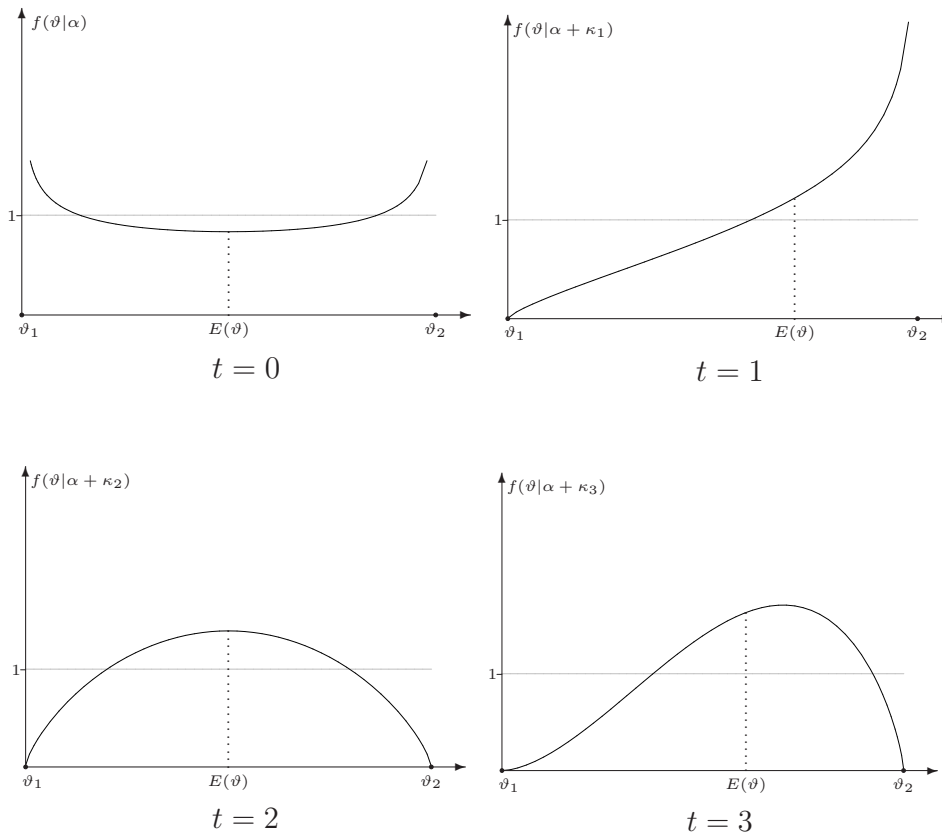 f(ϑ|α)
1
ϑ₁ E(ϑ) ϑ₂
t = 0
f(ϑ|α + κ₁)
1
ϑ₁ E(ϑ) ϑ₂
t = 1
f(ϑ|α + κ₂)
1
ϑ₁ E(ϑ) ϑ₂
t = 2
f(ϑ|α + κ₃)
1
ϑ₁ E(ϑ) ϑ₂
t = 3